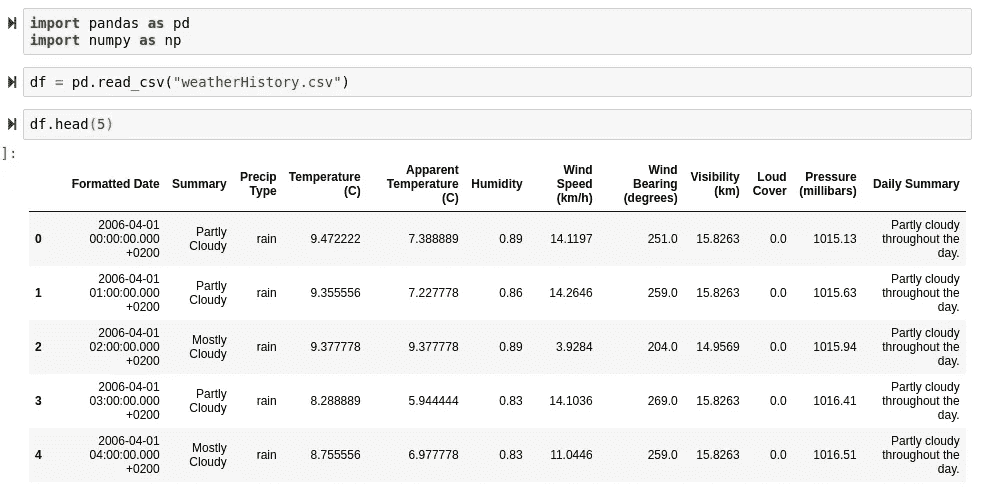 import pandas as pd
import numpy as np
df = pd.read_csv("weatherHistory.csv")
df.head(5)
]:
Formatted Date Summary Precip Type Temperature (C) Apparent Temperature (C) Humidity Wind Speed (km/h) Wind Bearing (degrees) Visibility (km) Loud Cover Pressure (millibars) Daily Summary
0 2006-04-01 00:00:00.000 +0200 Partly Cloudy rain 9.472222 7.388889 0.89 14.1197 251.0 15.8263 0.0 1015.13 Partly cloudy throughout the day.
1 2006-04-01 01:00:00.000 +0200 Partly Cloudy rain 9.355556 7.227778 0.86 14.2646 259.0 15.8263 0.0 1015.63 Partly cloudy throughout the day.
2 2006-04-01 02:00:00.000 +0200 Mostly Cloudy rain 9.377778 9.377778 0.89 3.9284 204.0 14.9569 0.0 1015.94 Partly cloudy throughout the day.
3 2006-04-01 03:00:00.000 +0200 Partly Cloudy rain 8.288889 5.944444 0.83 14.1036 269.0 15.8263 0.0 1016.41 Partly cloudy throughout the day.
4 2006-04-01 04:00:00.000 +0200 Mostly Cloudy rain 8.755556 6.977778 0.83 11.0446 259.0 15.8263 0.0 1016.51 Partly cloudy throughout the day.